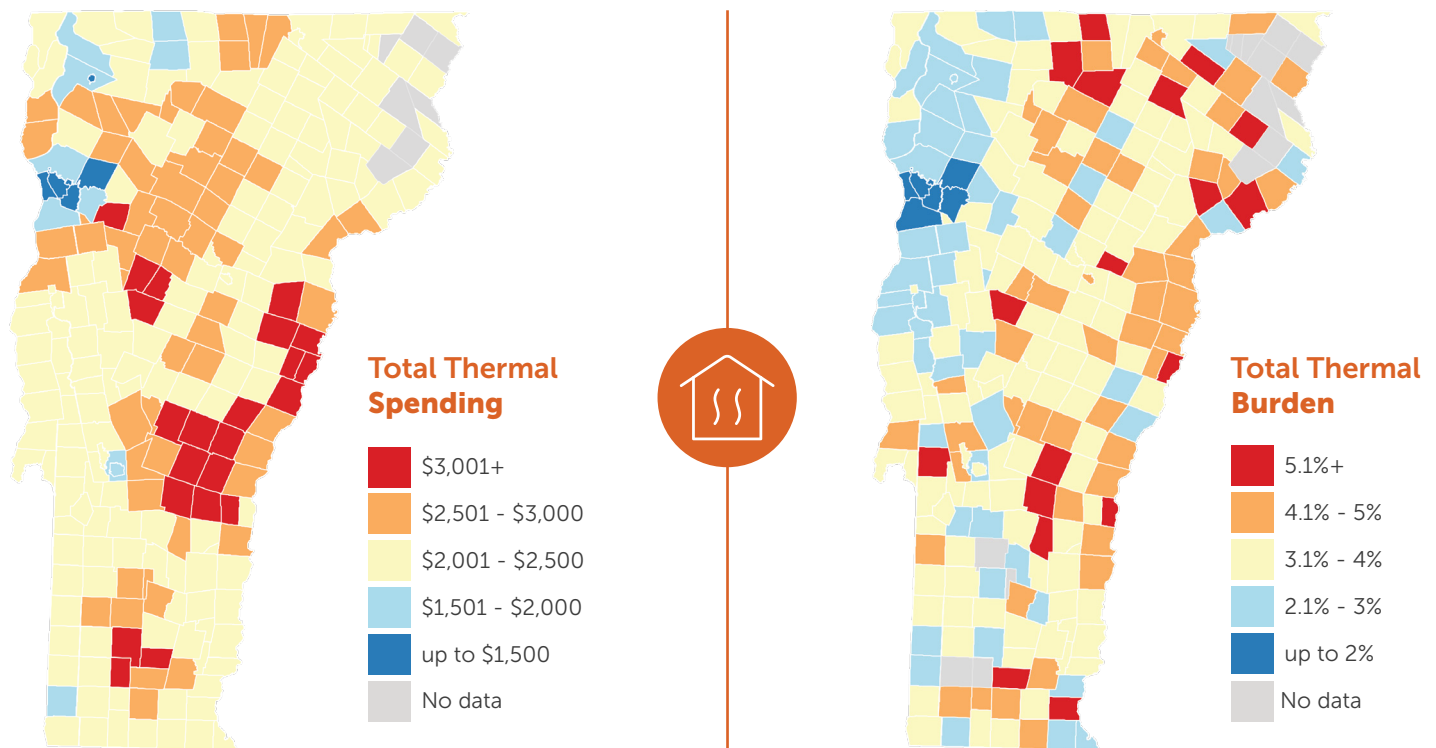 Total Thermal
Spending
$3,001+
$2,501 - $3,000
$2,001 - $2,500
$1,501 - $2,000
up to $1,500
No data
Total Thermal
Burden
5.1%+
4.1% - 5%
3.1% - 4%
2.1% - 3%
up to 2%
No data